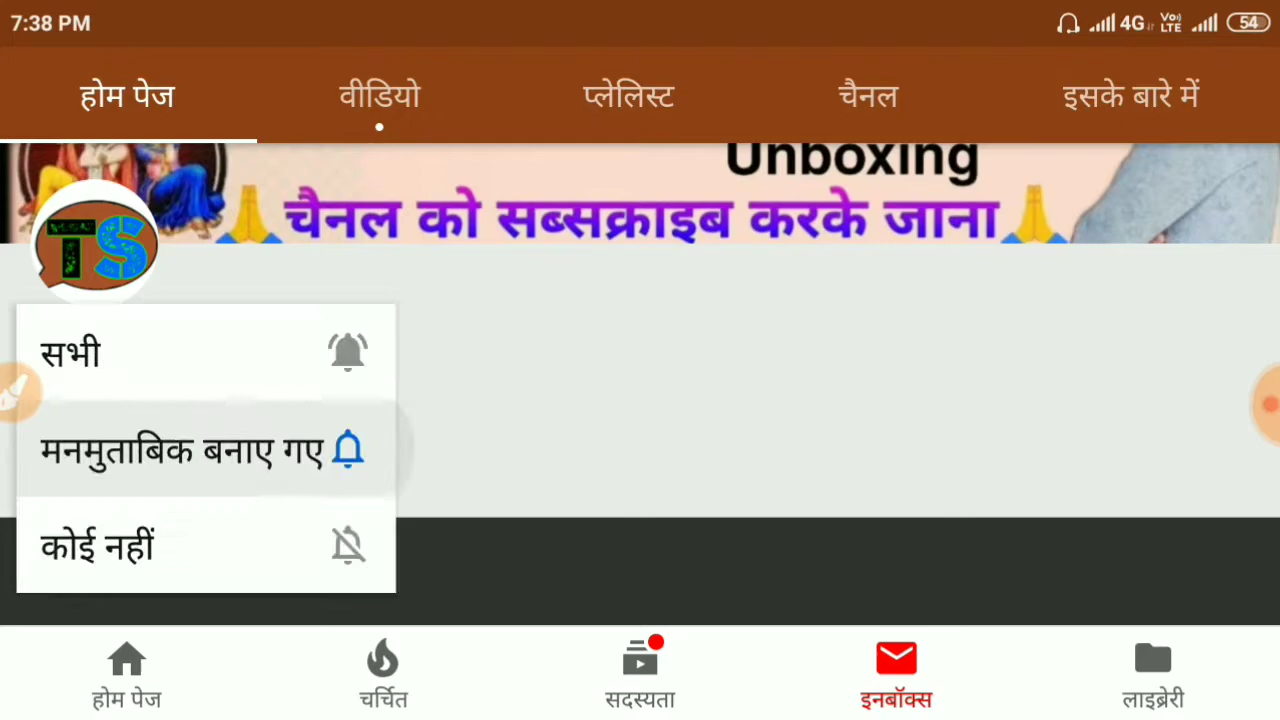 7:38 PM
4G VoLTE 54
होम पेज वीडियो प्लेलिस्ट चैनल इसके बारे में
Unboxing
चैनल को सब्सक्राइब करके जाना
TS
सभी
मनमुताबिक बनाए गए
कोई नहीं
होम पेज चर्चित सदस्यता इनबॉक्स लाइब्रेरी